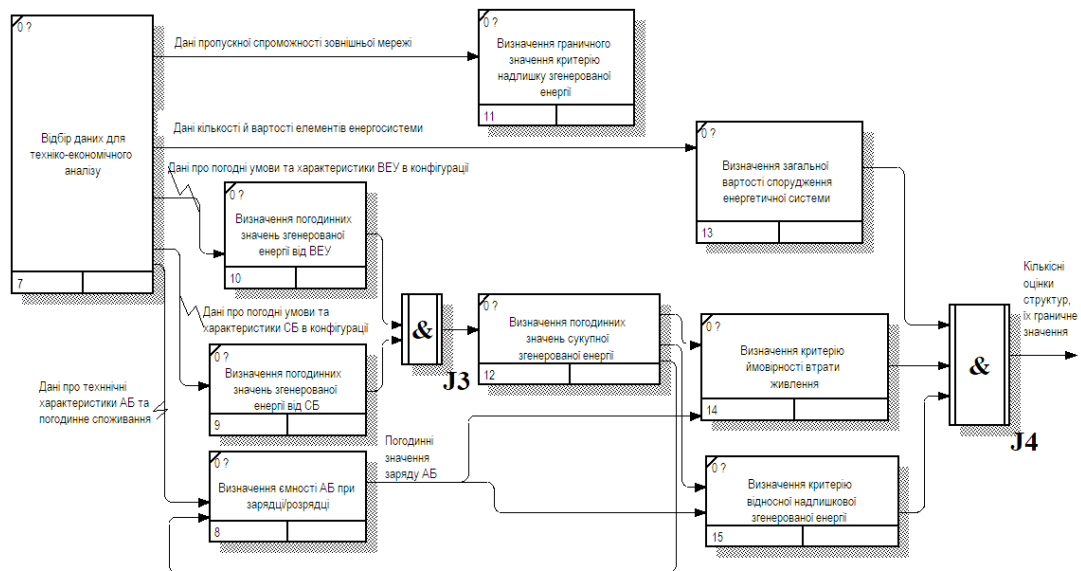 0 ?
Відбір даних для
техніко-економічного
аналізу
7
Дані пропускної спроможності зовнішньої мережі
0 ?
Визначення граничного
значення критерію
надлишку згенерованої
енергії
11
Дані кількості й вартості елементів енергосистеми
0 ?
Визначення загальної
вартості спорудження
енергетичної системи
13
Дані про погодні умови та характеристики ВЕУ в конфігурації
0 ?
Визначення погодинних
значень згенерованої
енергії від ВЕУ
10
Дані про погодні умови та
характеристики СБ в конфігурації
0 ?
Визначення погодинних
значень згенерованої
енергії від СБ
9
&
J3
0 ?
Визначення погодинних
значень сукупної
згенерованої енергії
12
0 ?
Визначення критерію
ймовірності втрати
живлення
14
Кількісні
оцінки
структур,
їх граничне
значення
&
J4
Дані про технічні
характеристики АБ та
погодинне споживання
0 ?
Визначення ємності АБ при
зарядці/розрядці
8
Погодинні
значення
заряду АБ
0 ?
Визначення критерію
відносної надлишкової
згенерованої енергії
15